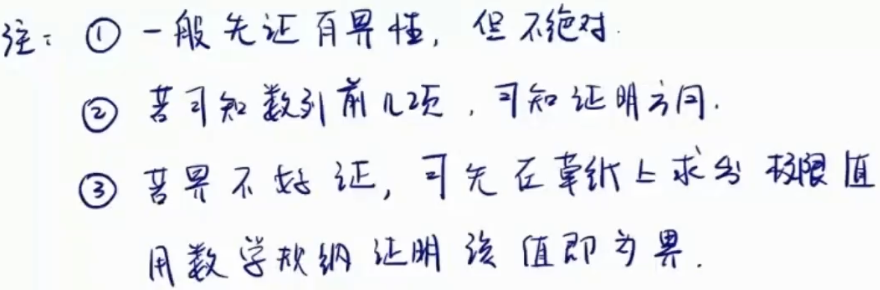 注：① 一般先证有界性，但不绝对.
② 若可知数列前几项，可知证明方向.
③ 若界不好证，可先在草纸上求出极限值
用数学归纳证明该值即为界.